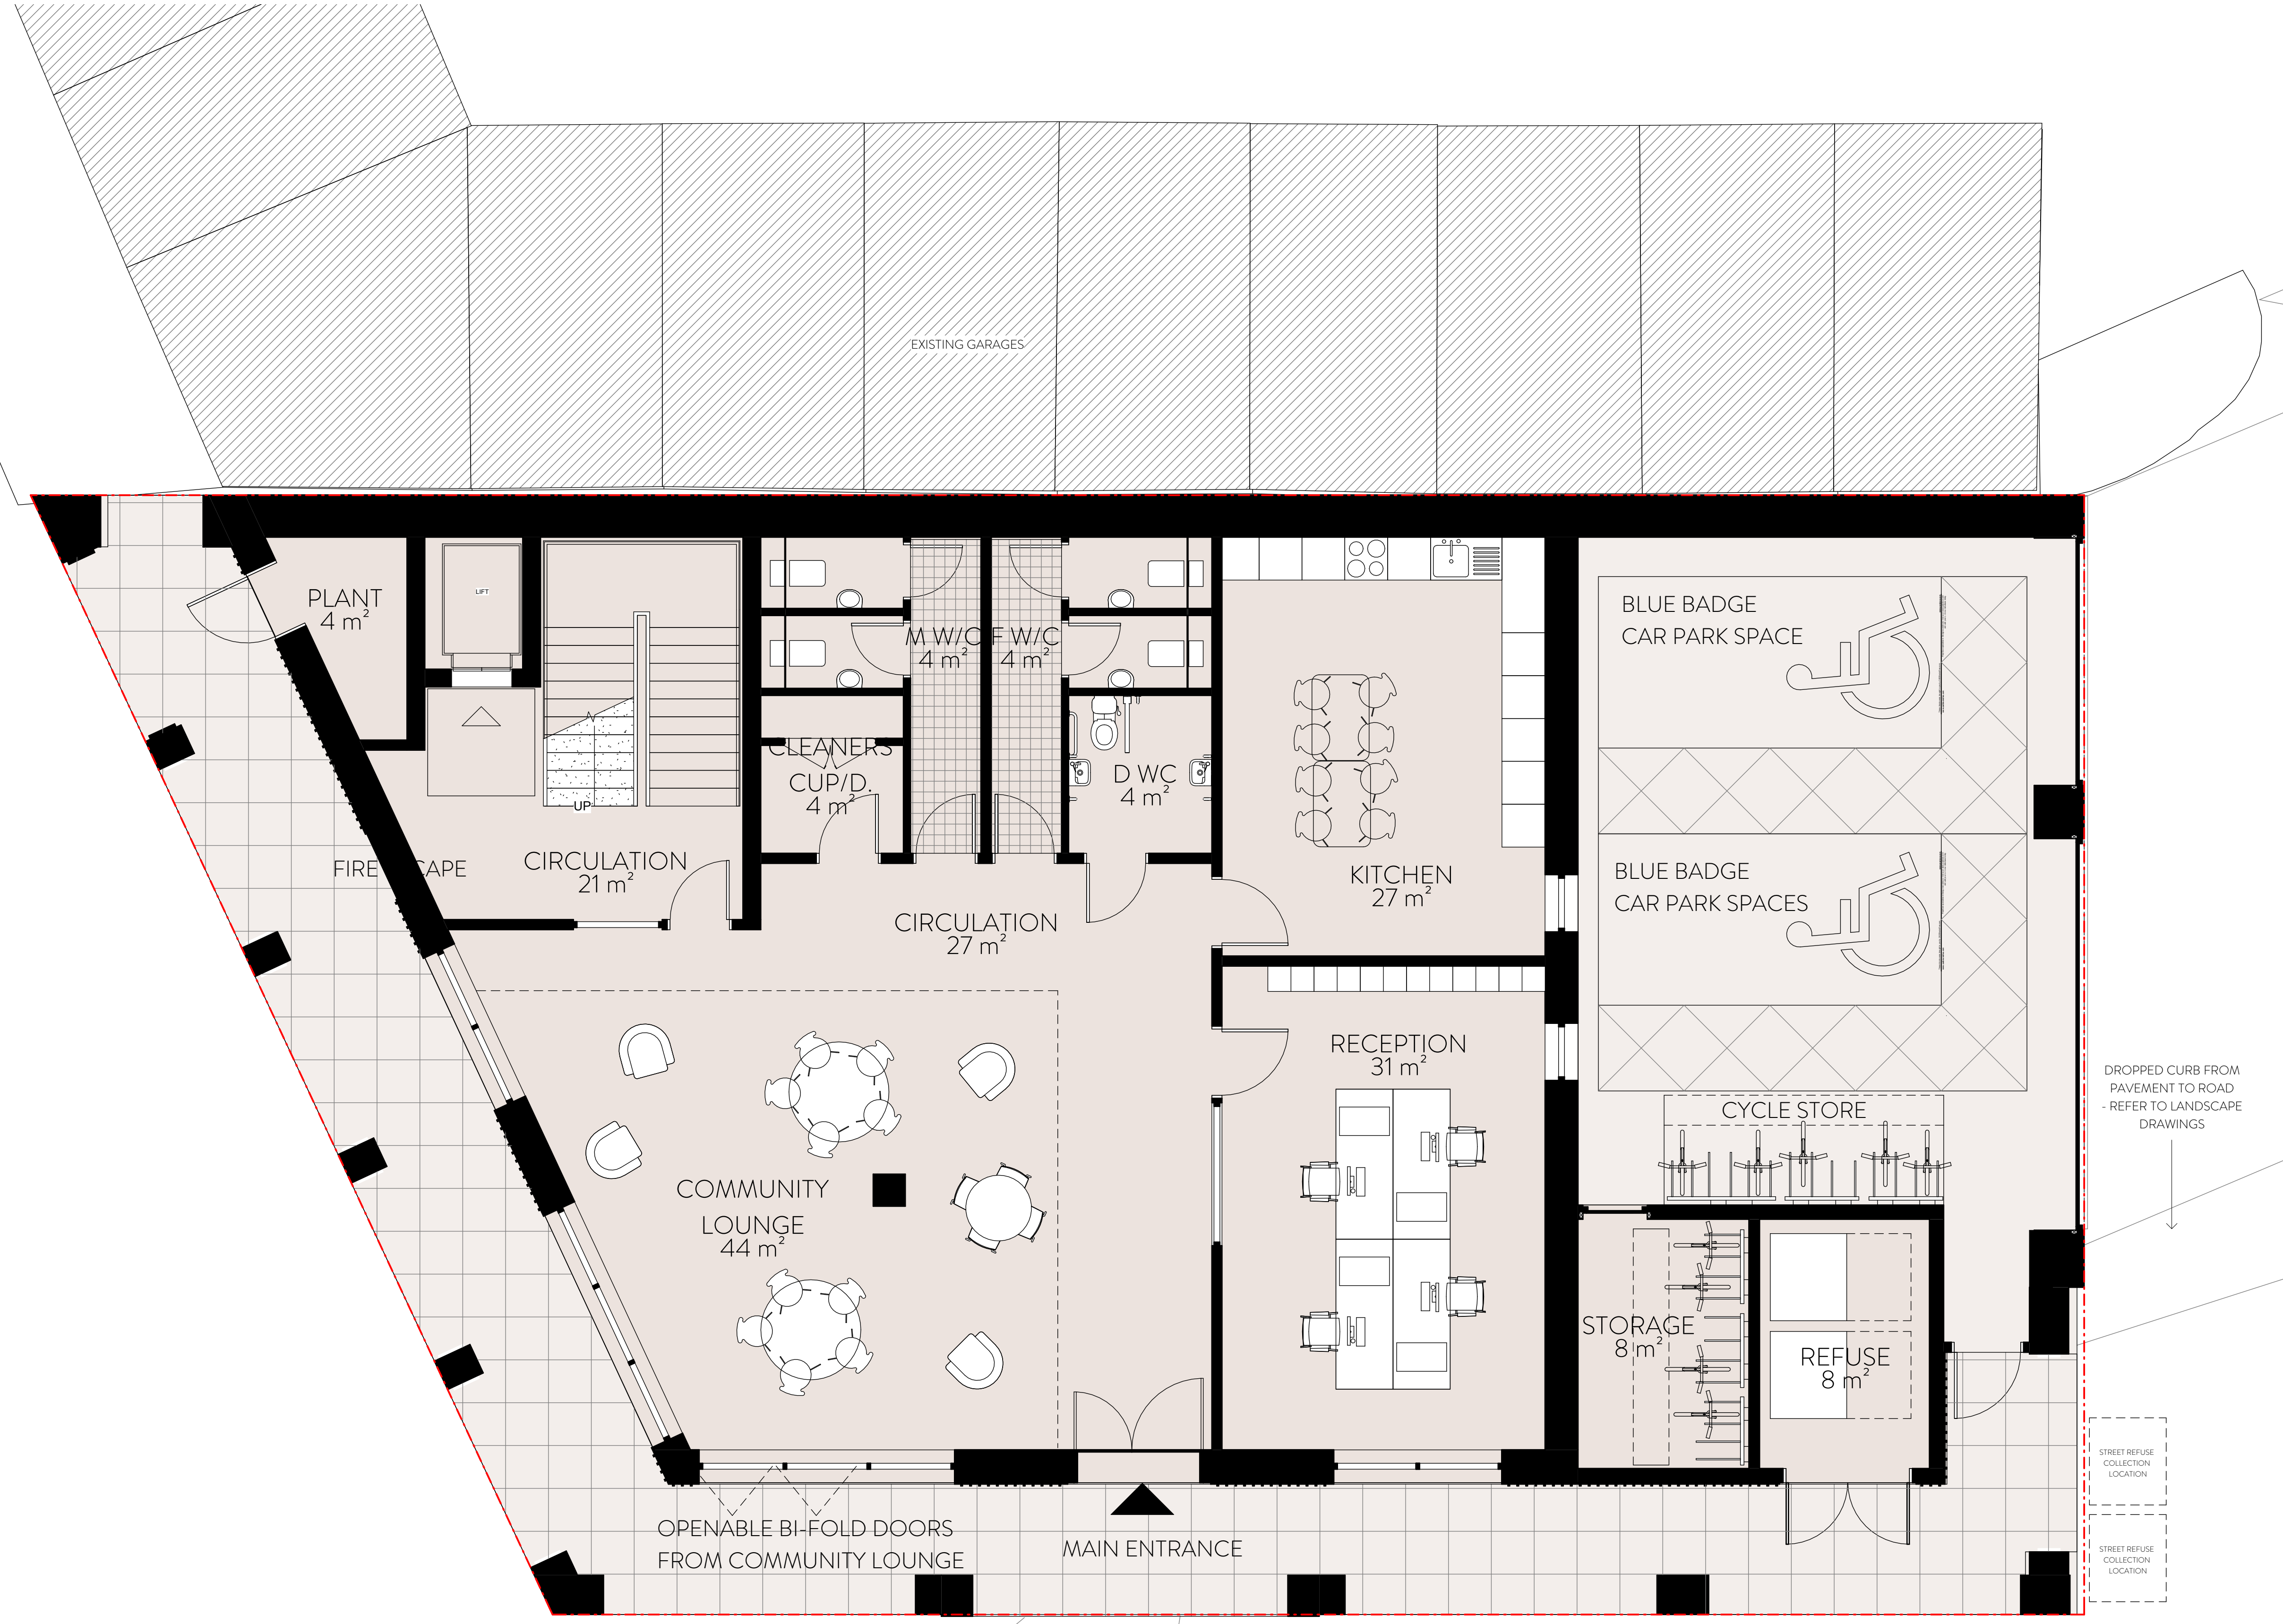 EXISTING GARAGES
PLANT
4 m²
LIFT
UP
M W/C
4 m²
F W/C
4 m²
CLEANERS
CUP/D.
4 m²
D WC
4 m²
FIRE
CAPE
CIRCULATION
21 m²
CIRCULATION
27 m²
KITCHEN
27 m²
BLUE BADGE
CAR PARK SPACE
BLUE BADGE
CAR PARK SPACES
CYCLE STORE
RECEPTION
31 m²
COMMUNITY
LOUNGE
44 m²
STORAGE
8 m²
REFUSE
8 m²
DROPPED CURB FROM
PAVEMENT TO ROAD
- REFER TO LANDSCAPE
DRAWINGS
STREET REFUSE
COLLECTION
LOCATION
STREET REFUSE
COLLECTION
LOCATION
OPENABLE BI-FOLD DOORS
FROM COMMUNITY LOUNGE
MAIN ENTRANCE